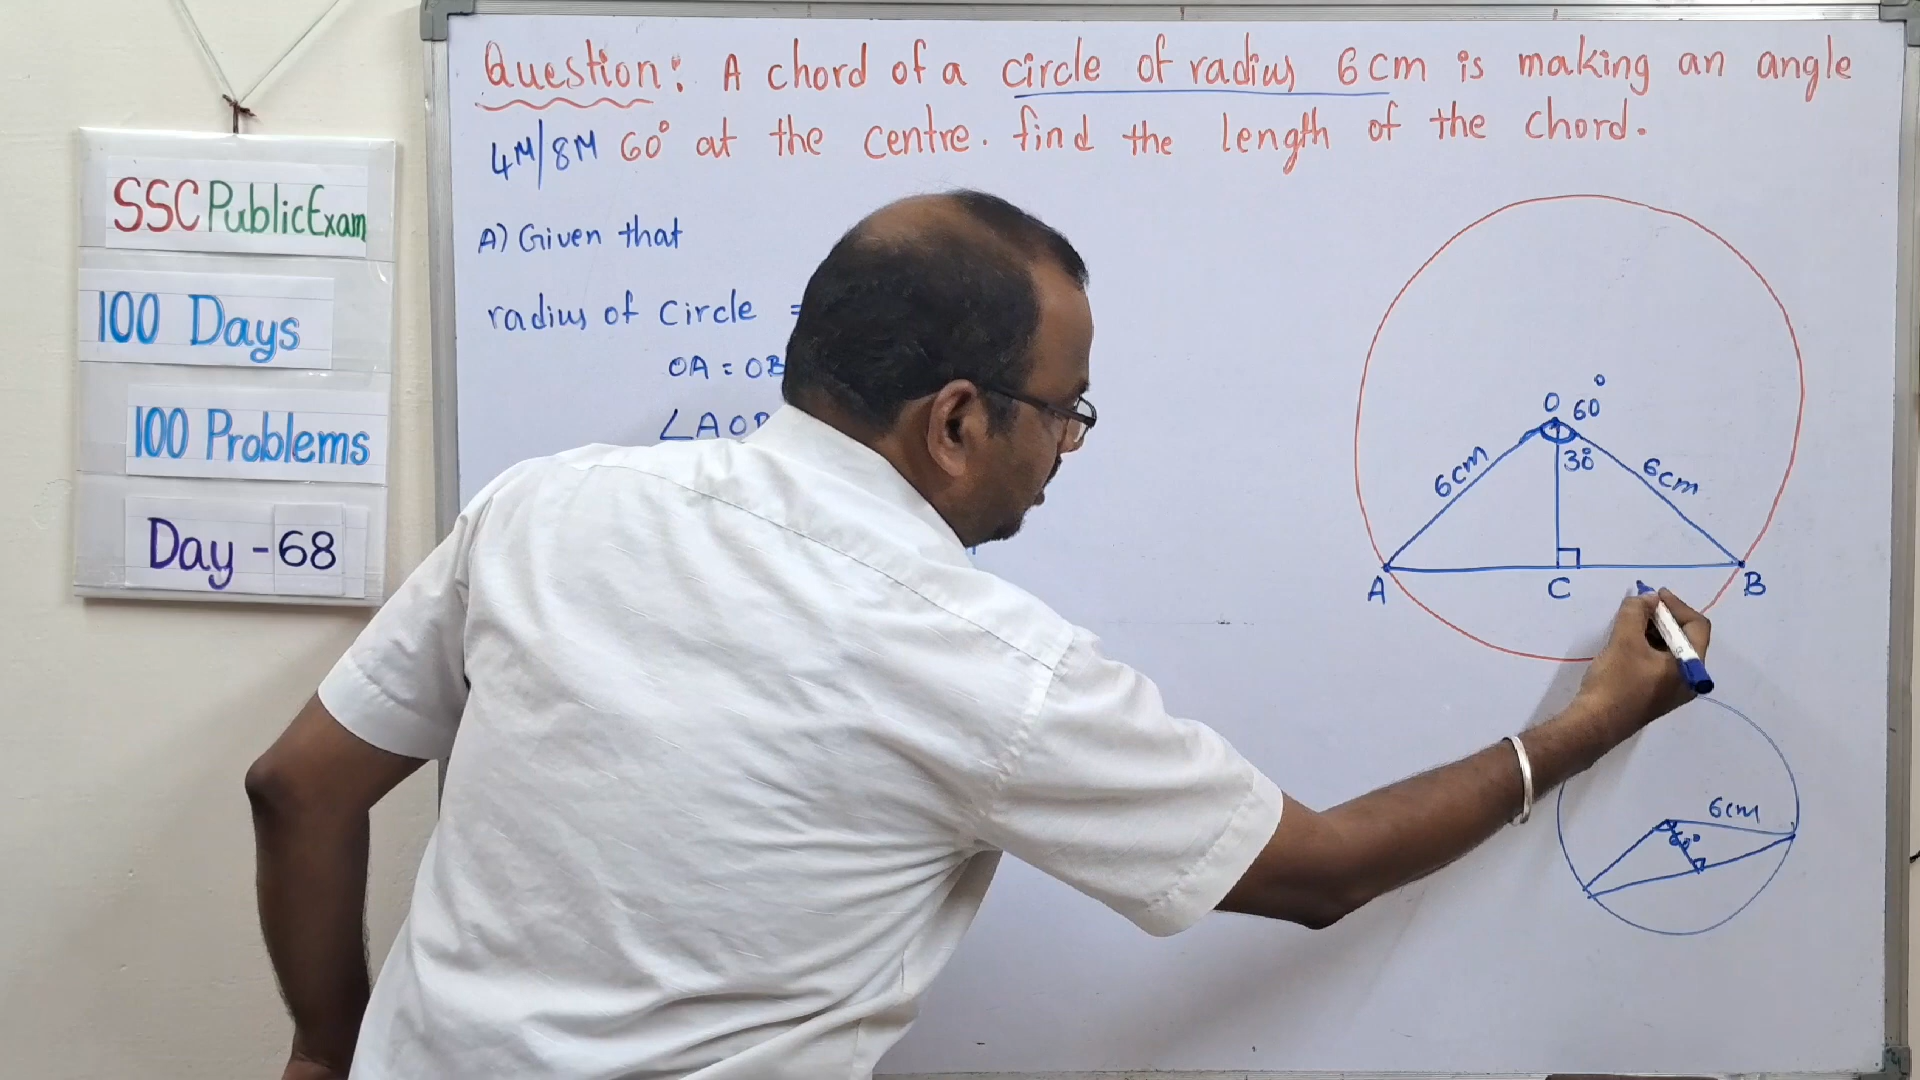 Question: A chord of a circle of radius 6cm is making an angle
4M/8M 60° at the centre. find the length of the chord.
SSC Public Exam
100 Days
100 Problems
Day - 68
A) Given that
radius of Circle =
OA = OB
∠AOB
O 60°
30°
6cm
6cm
A
C
B
6cm
60°